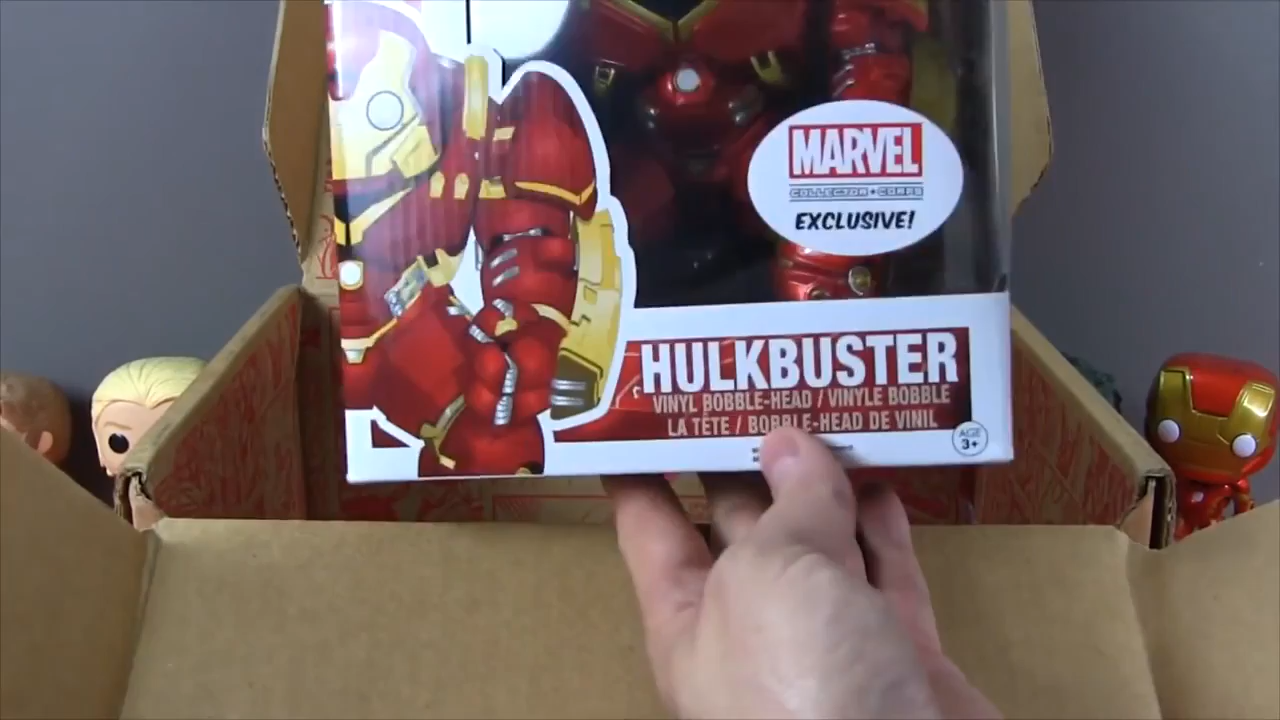 MARVEL
COLLECTOR CORPS
EXCLUSIVE!
HULKBUSTER
VINYL BOBBLE-HEAD / VINYLE BOBBLE
LA TÊTE / BOBBLE-HEAD DE VINIL
AGE
3+